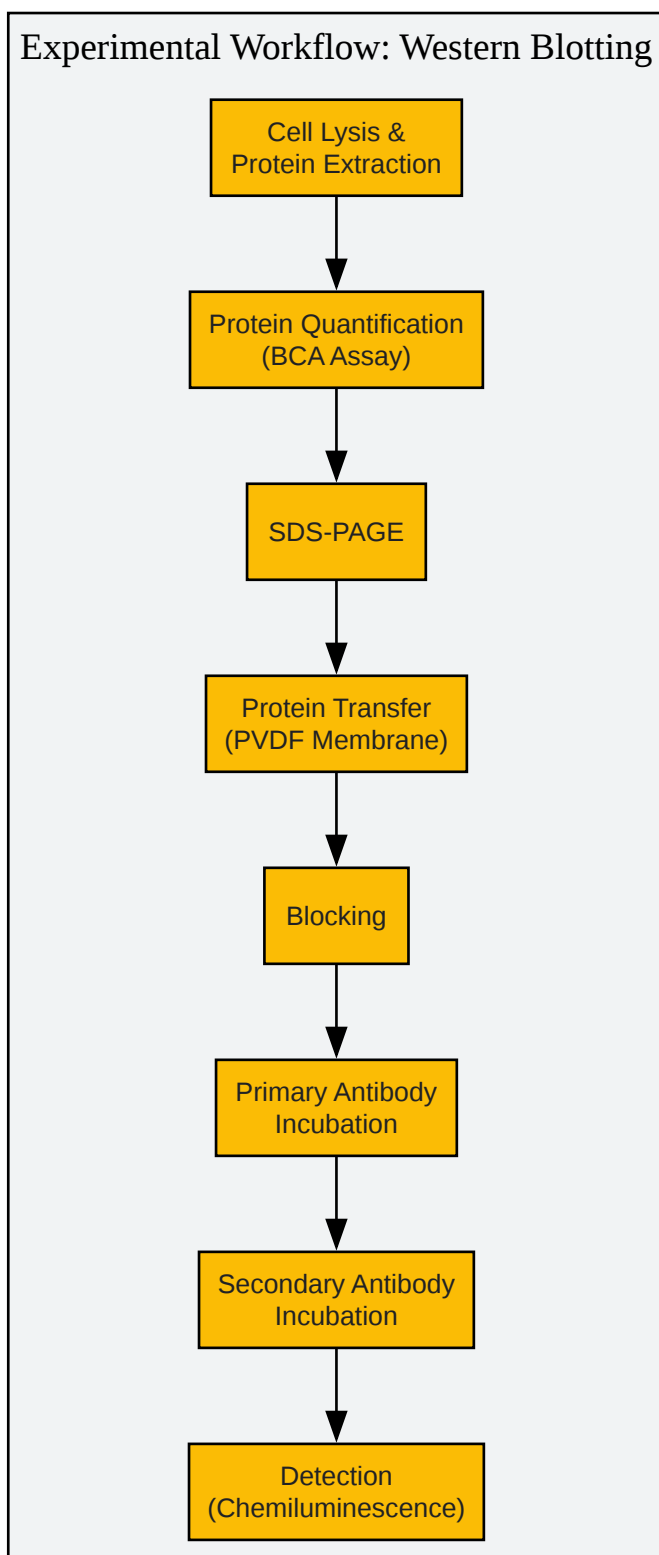 Experimental Workflow: Western Blotting
Cell Lysis &
Protein Extraction
Protein Quantification
(BCA Assay)
SDS-PAGE
Protein Transfer
(PVDF Membrane)
Blocking
Primary Antibody
Incubation
Secondary Antibody
Incubation
Detection
(Chemiluminescence)